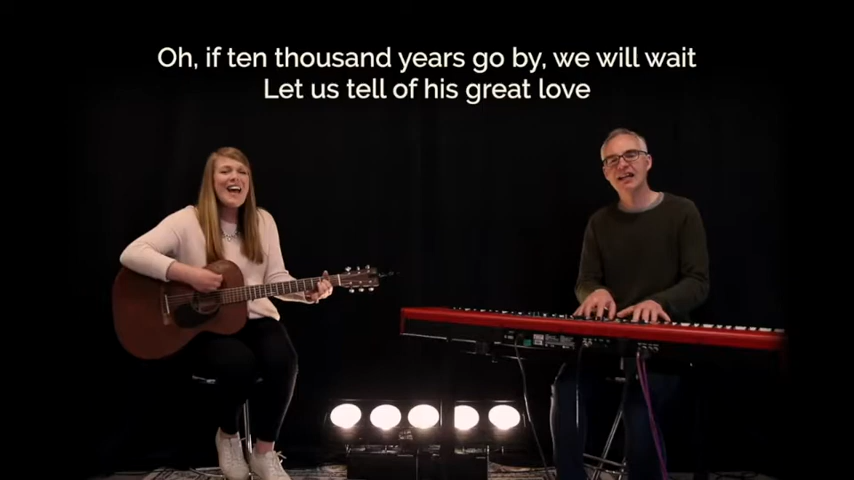 Oh, if ten thousand years go by, we will wait
Let us tell of his great love